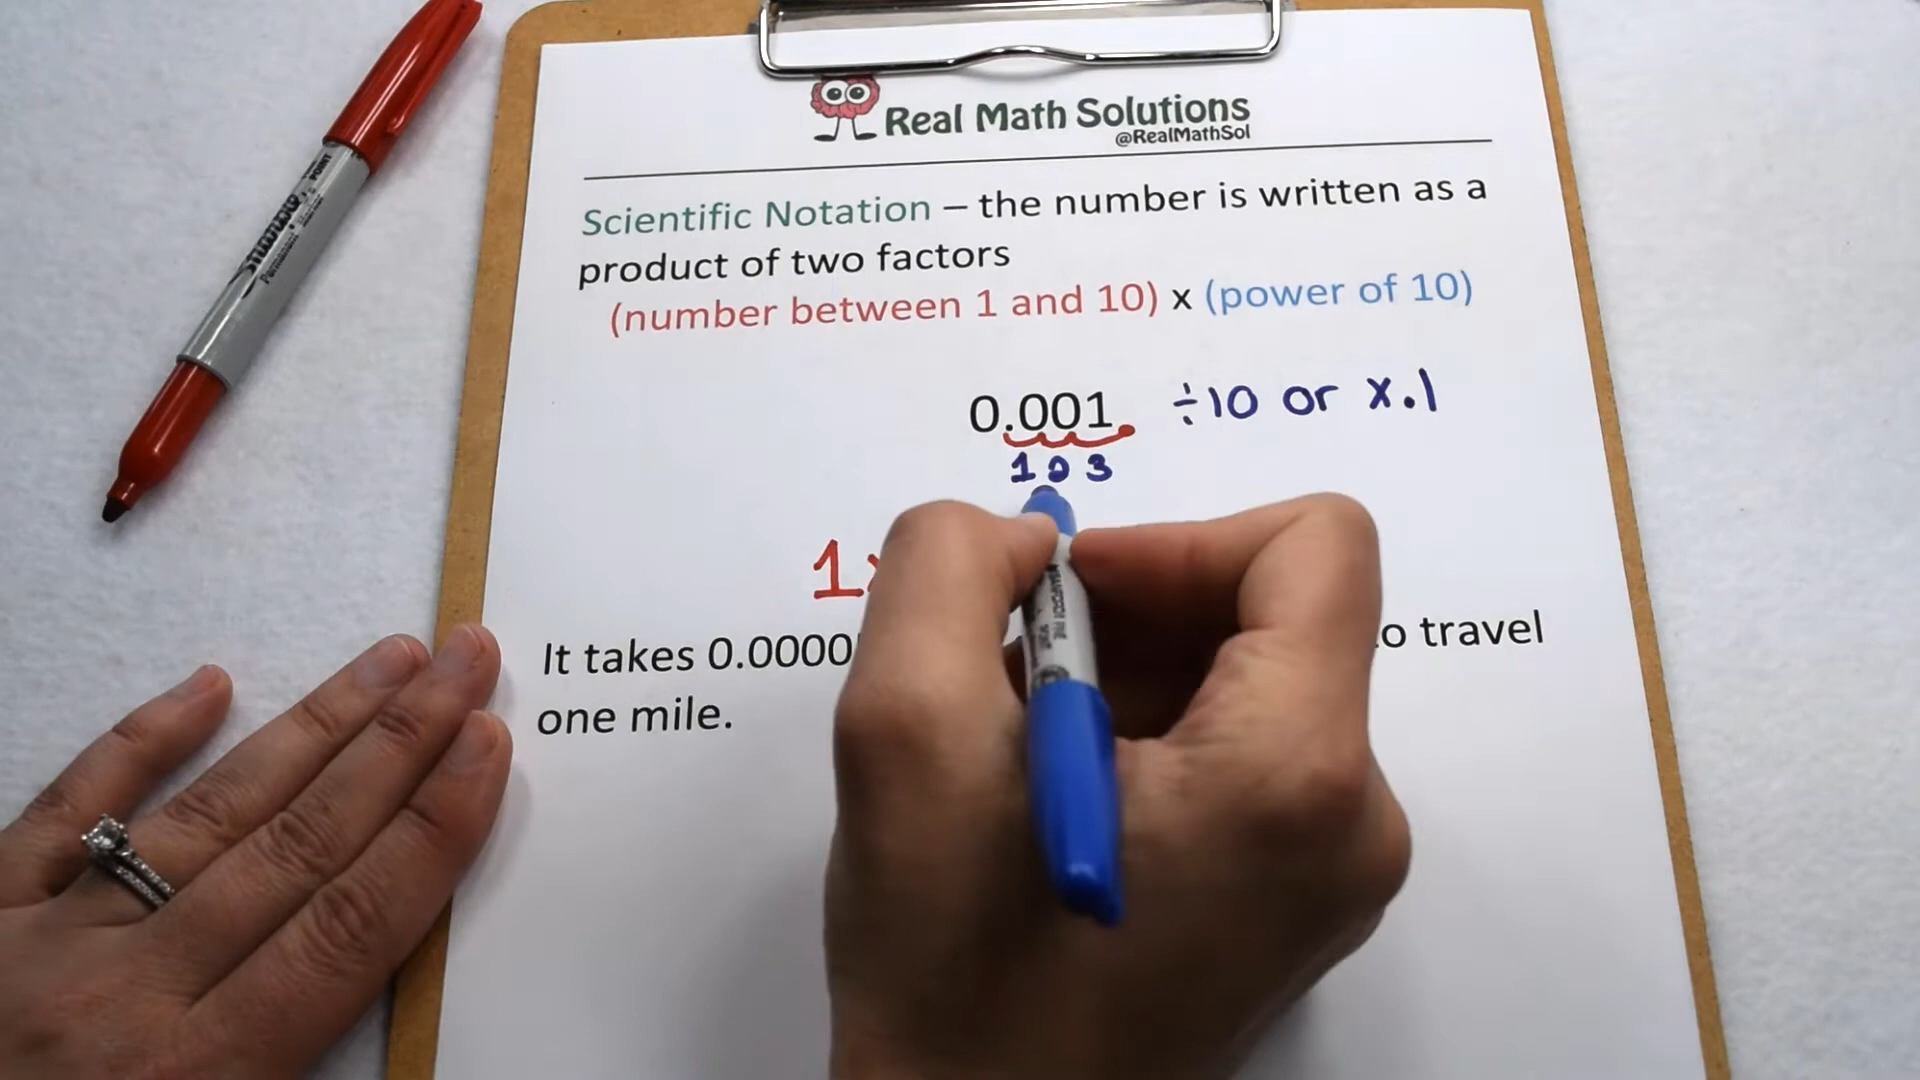 Real Math Solutions
@RealMathSol
Scientific Notation – the number is written as a
product of two factors
(number between 1 and 10) x (power of 10)
0.001 ÷10 or x.1
1 2 3
1
It takes 0.0000 to travel
one mile.